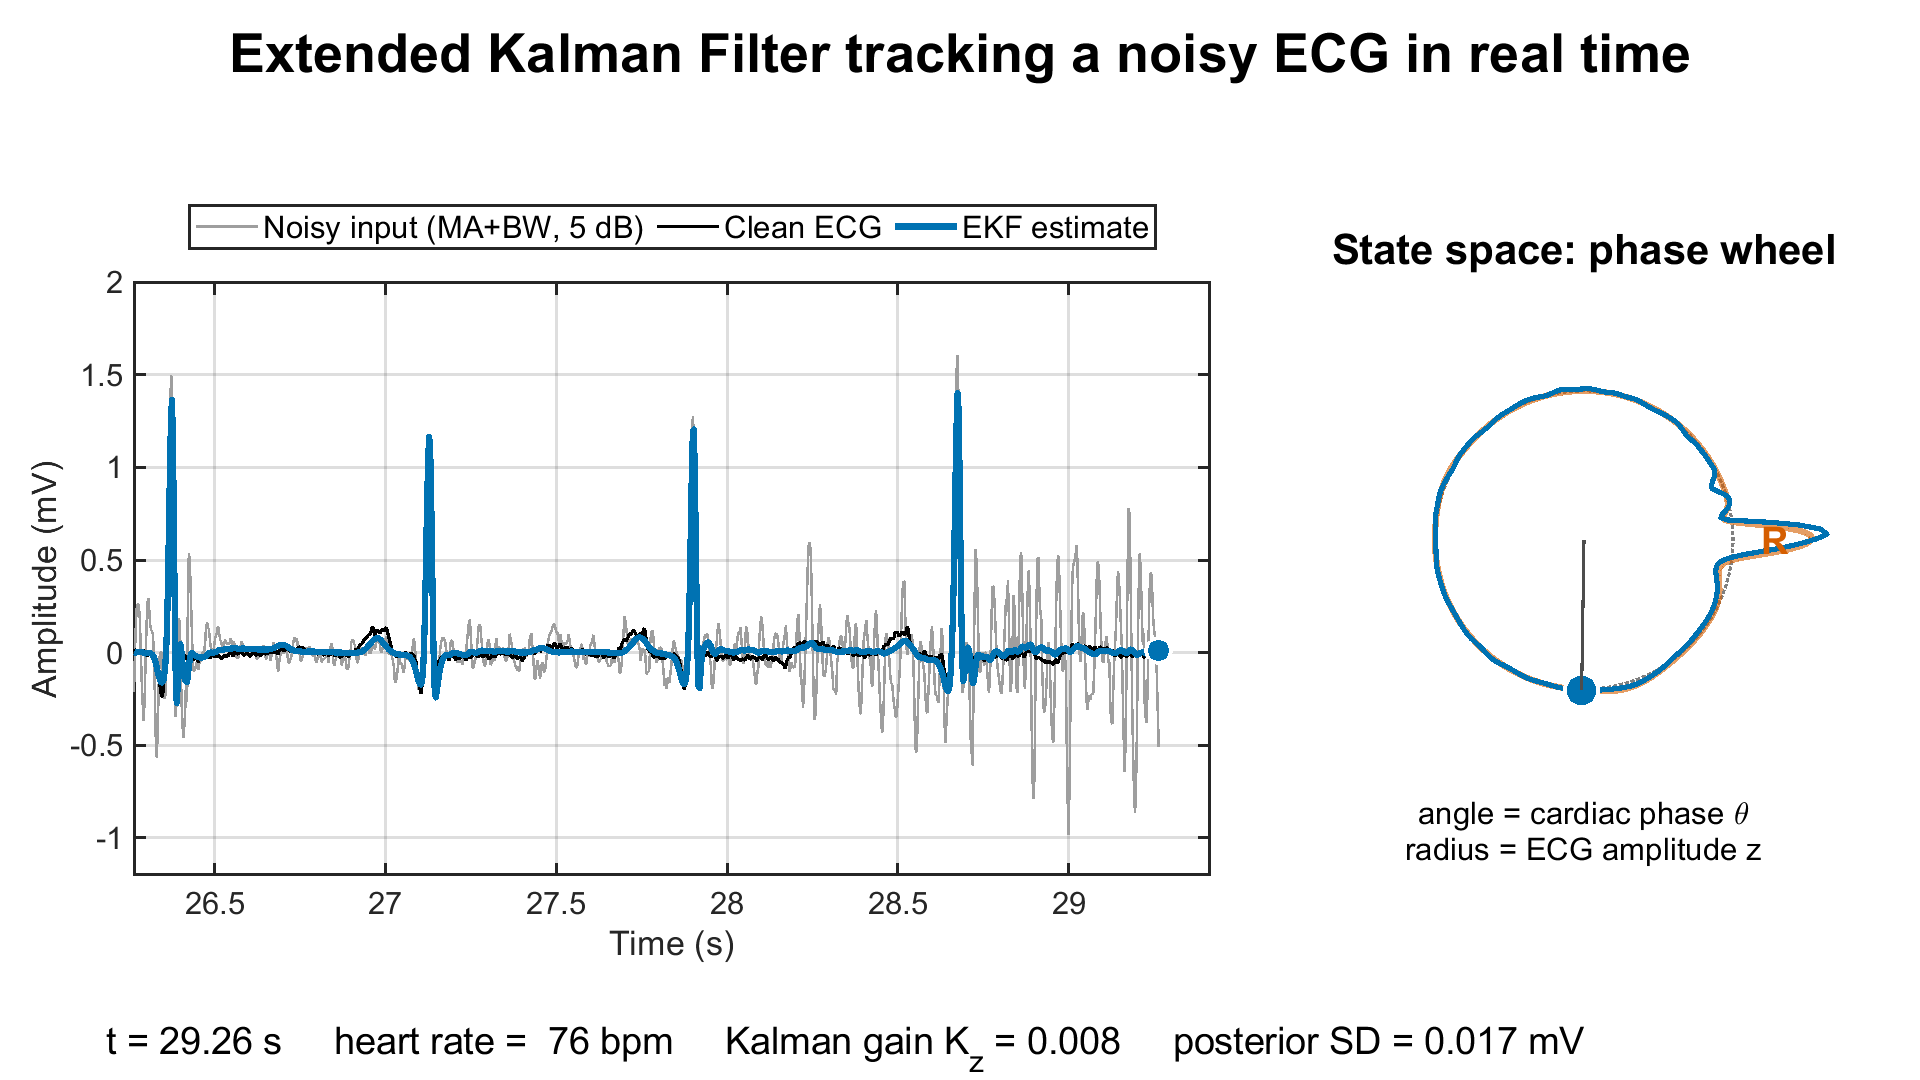 Extended Kalman Filter tracking a noisy ECG in real time
Noisy input (MA+BW, 5 dB) Clean ECG EKF estimate
State space: phase wheel
2
1.5
1
0.5
0
-0.5
-1
Amplitude (mV)
26.5 27 27.5 28 28.5 29
Time (s)
R
angle = cardiac phase θ
radius = ECG amplitude z
t = 29.26 s heart rate = 76 bpm Kalman gain K_z = 0.008 posterior SD = 0.017 mV